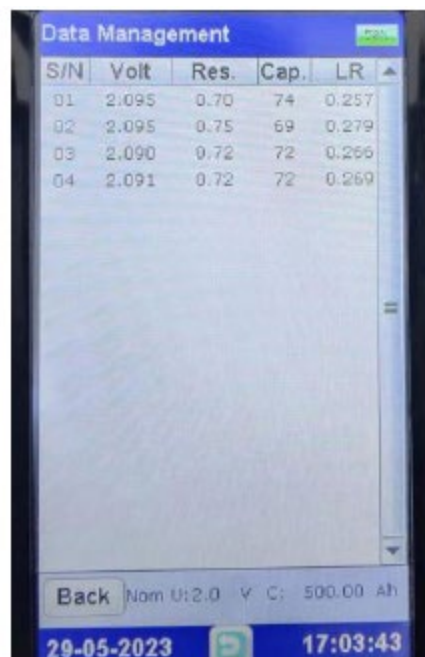 Data Management
S/N Volt Res. Cap. LR
01 2.095 0.70 74 0.257
02 2.095 0.75 69 0.279
03 2.090 0.72 72 0.266
04 2.091 0.72 72 0.269
Back Nom U:2.0 V C: 500.00 Ah
29-05-2023 17:03:43